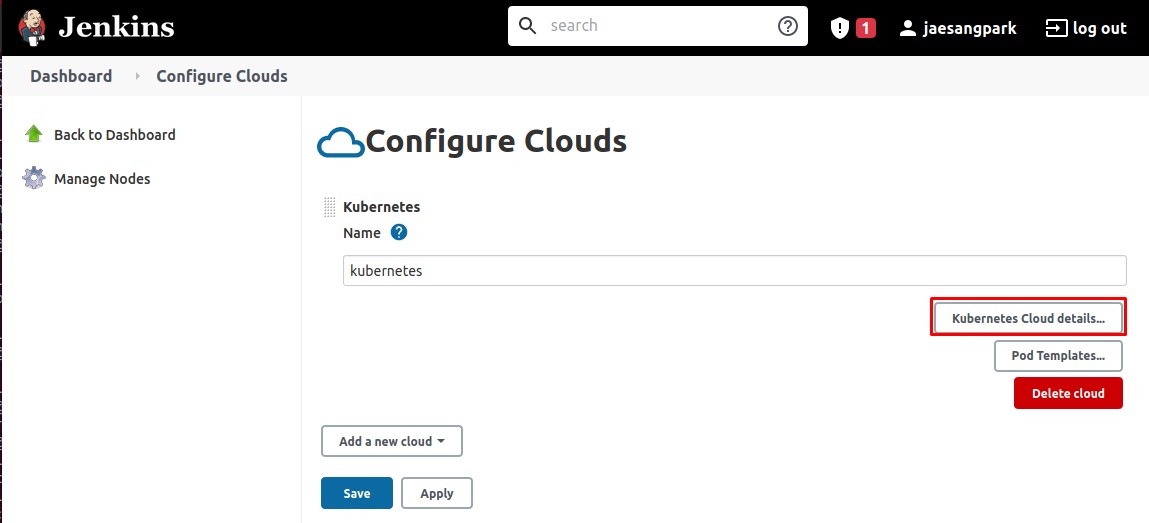 Jenkins
search
1
jaesangpark
log out
Dashboard
Configure Clouds
Back to Dashboard
Manage Nodes
Configure Clouds
Kubernetes
Name
kubernetes
Kubernetes Cloud details...
Pod Templates...
Delete cloud
Add a new cloud
Save
Apply